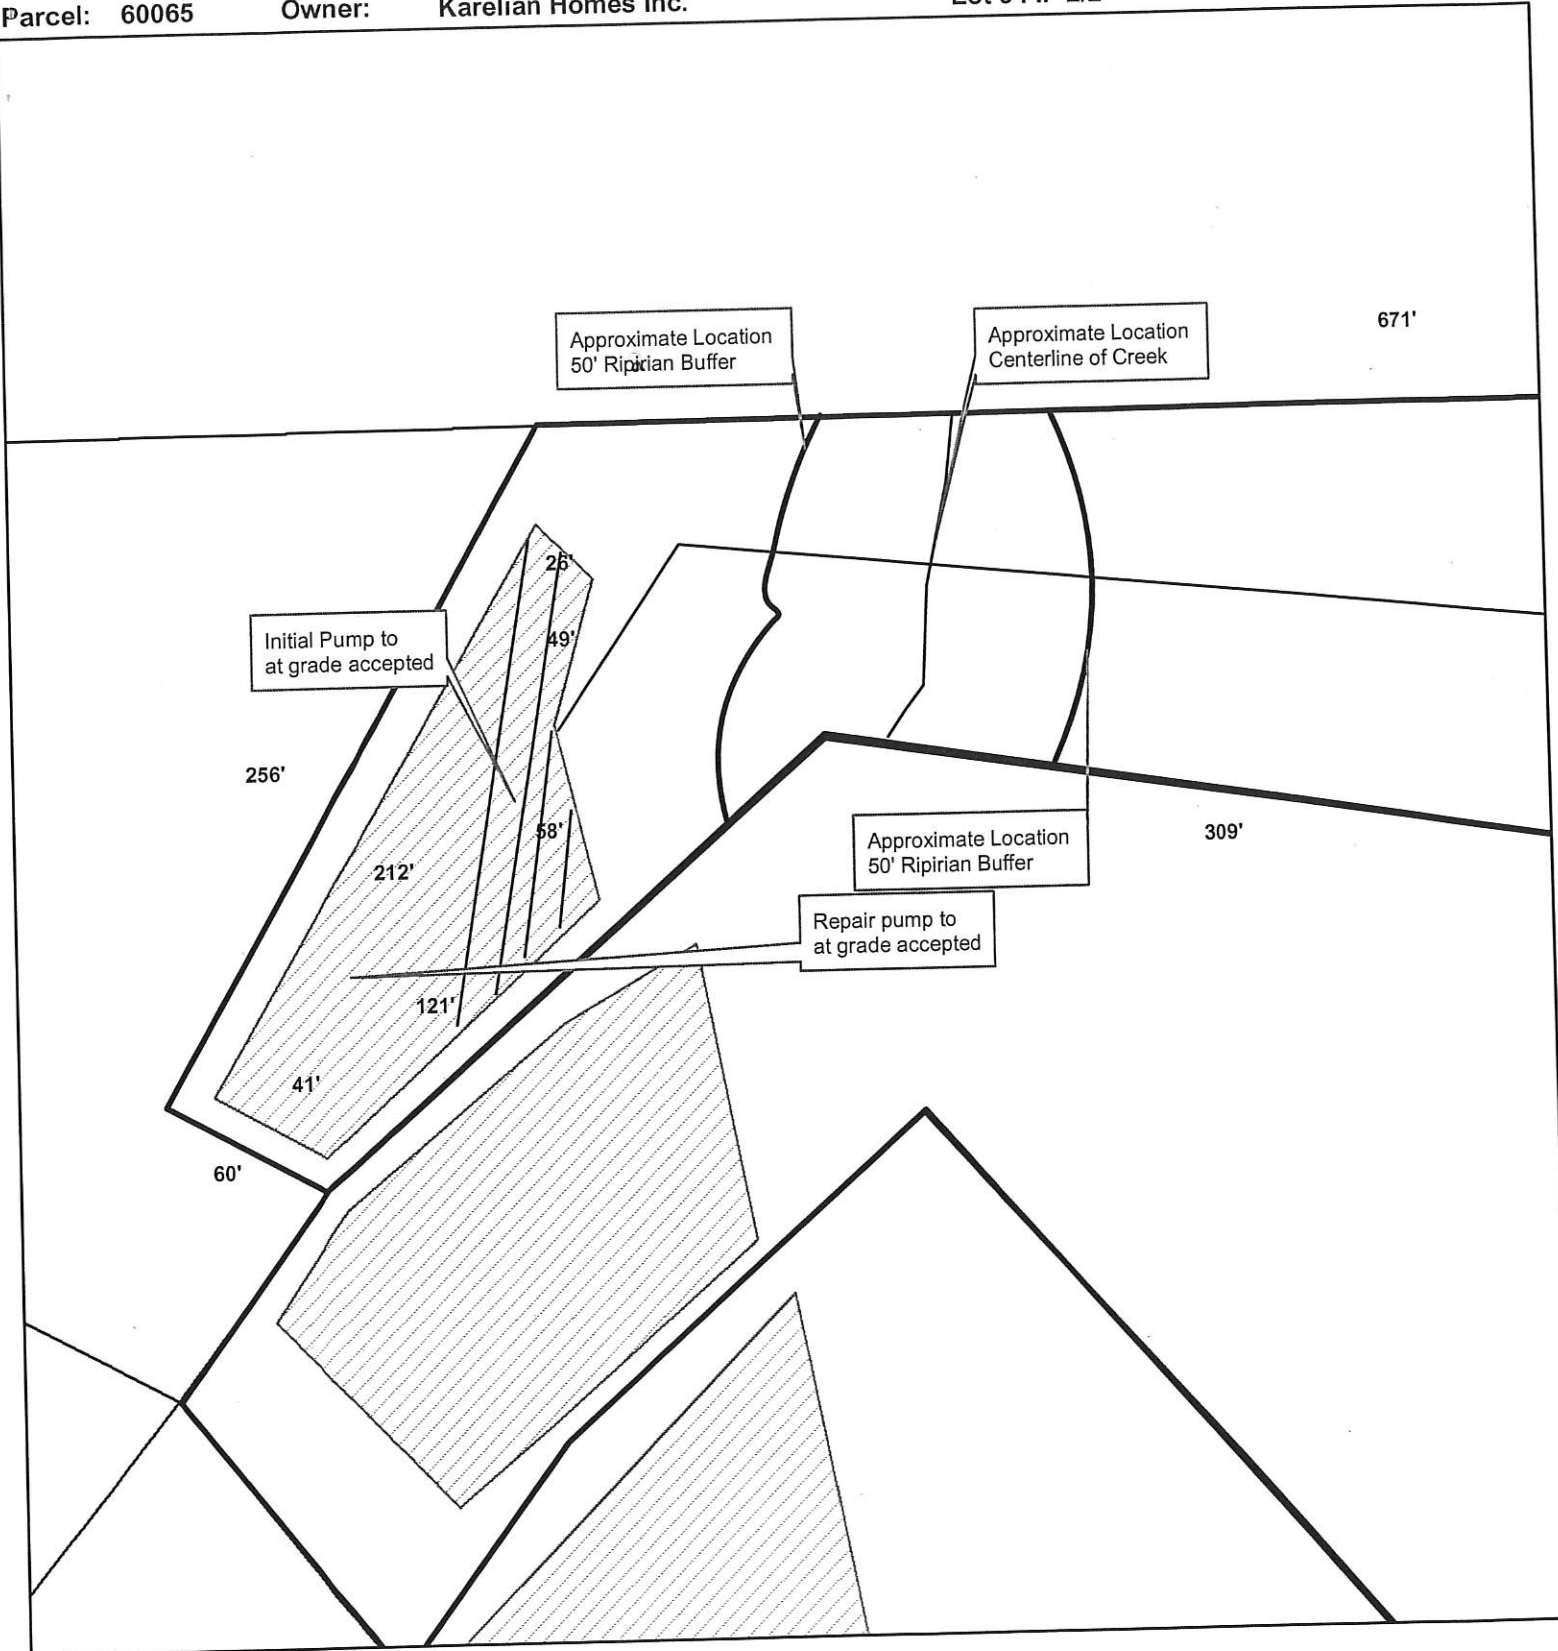 Parcel: 60065 Owner: Karelian Homes Inc.
671'
Approximate Location
50' Ripirian Buffer
Approximate Location
Centerline of Creek
26'
49'
Initial Pump to
at grade accepted
256'
58'
212'
Approximate Location
50' Ripirian Buffer
309'
Repair pump to
at grade accepted
121'
41'
60'